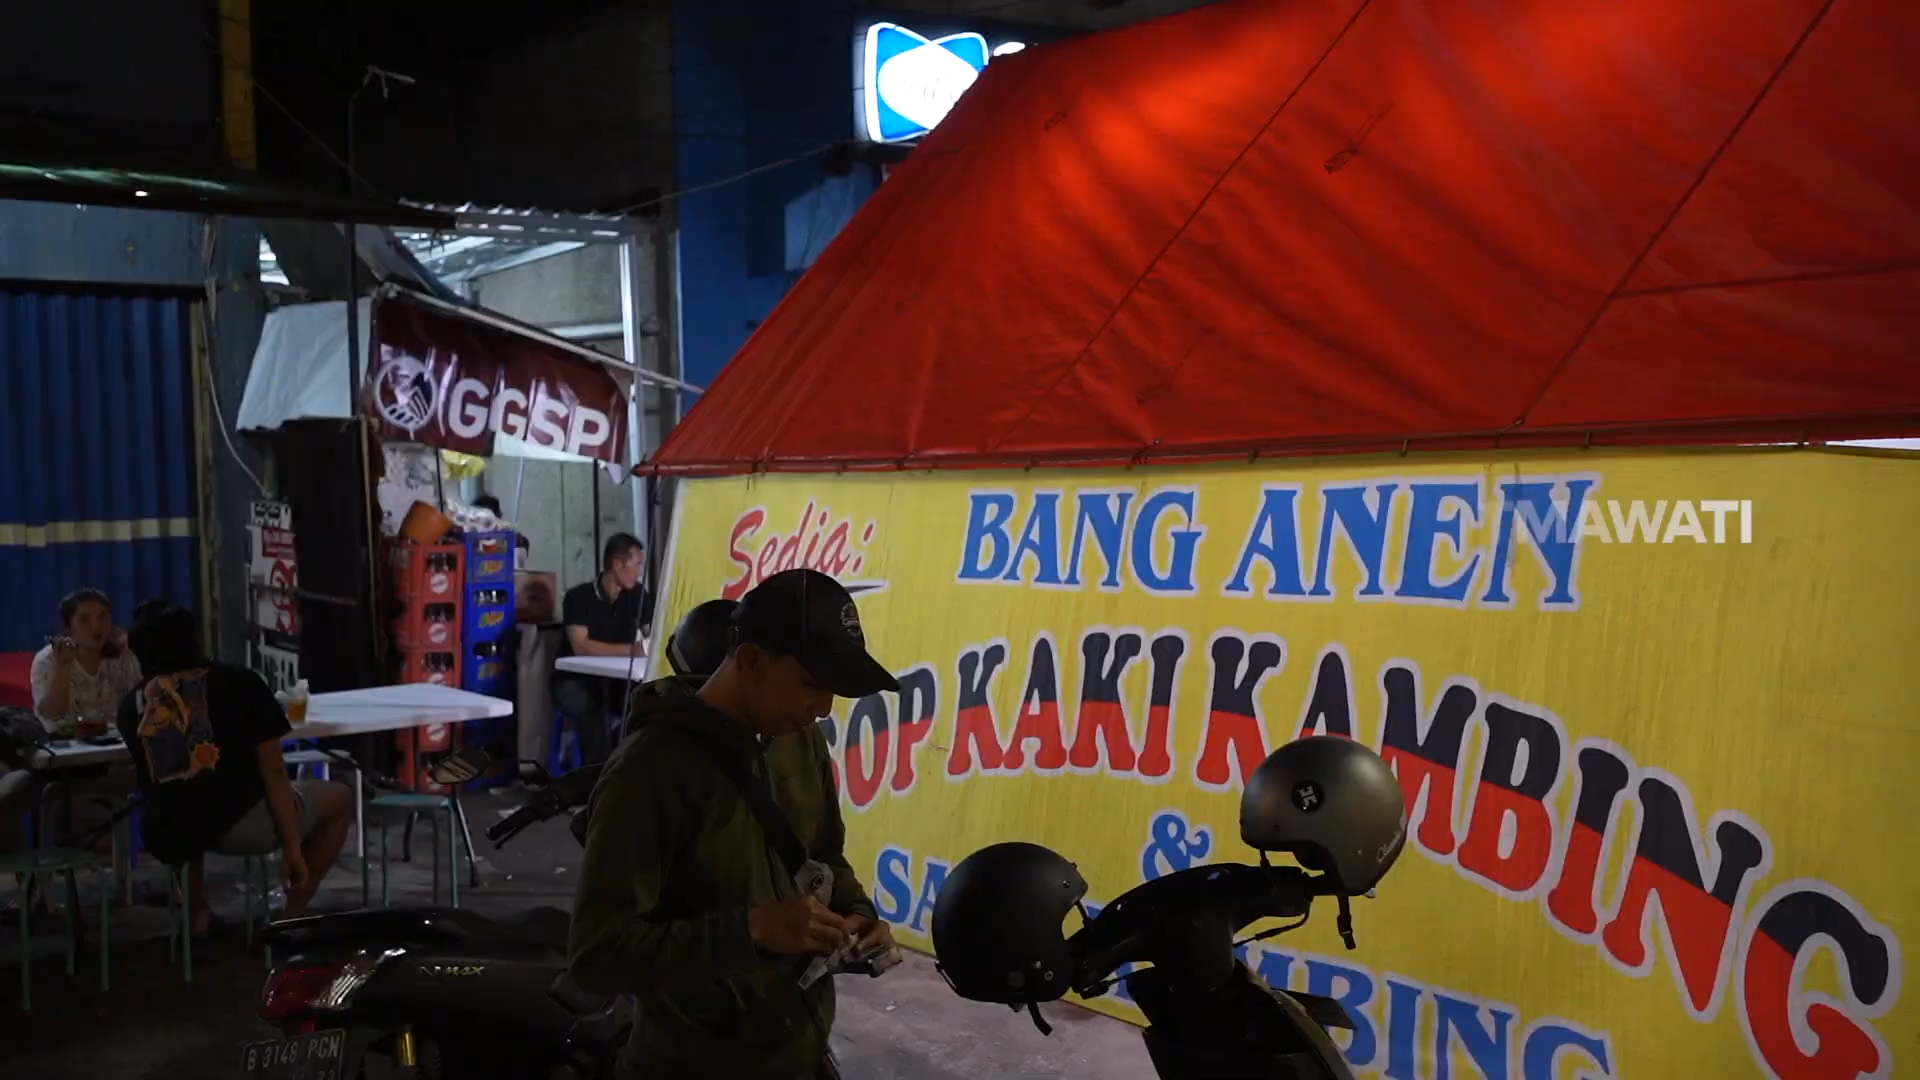 GGSP
Sedia:
BANG ANEN
MAWATI
SOP KAKI KAMBING
&
NMAX
B 3148 PGN